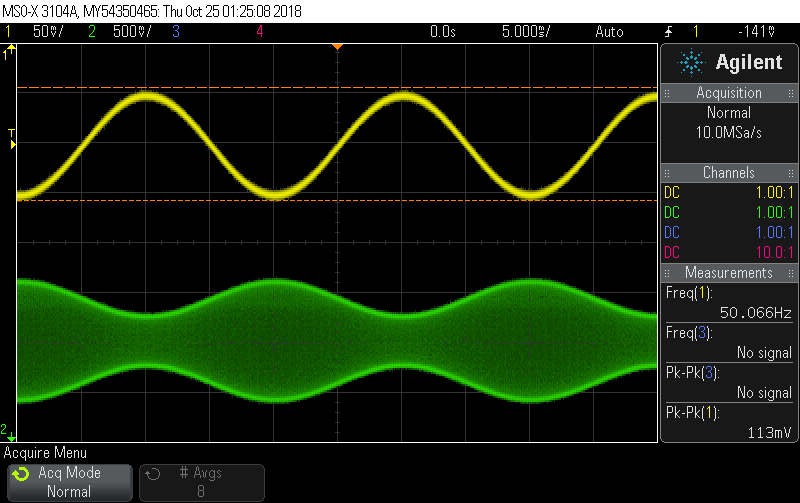 MSO-X 3104A, MY54350465: Thu Oct 25 01:25:08 2018
1 50mV/ 2 500mV/ 3 4 0.0s 5.000ms/ Auto 1 -141mV
1
T
2
Agilent
Acquisition
Normal
10.0MSa/s
Channels
DC 1.00:1
DC 1.00:1
DC 1.00:1
DC 10.0:1
Measurements
Freq(1):
50.066Hz
Freq(3):
No signal
Pk-Pk(3):
No signal
Pk-Pk(1):
113mV
Acquire Menu
Acq Mode
Normal
# Avgs
8